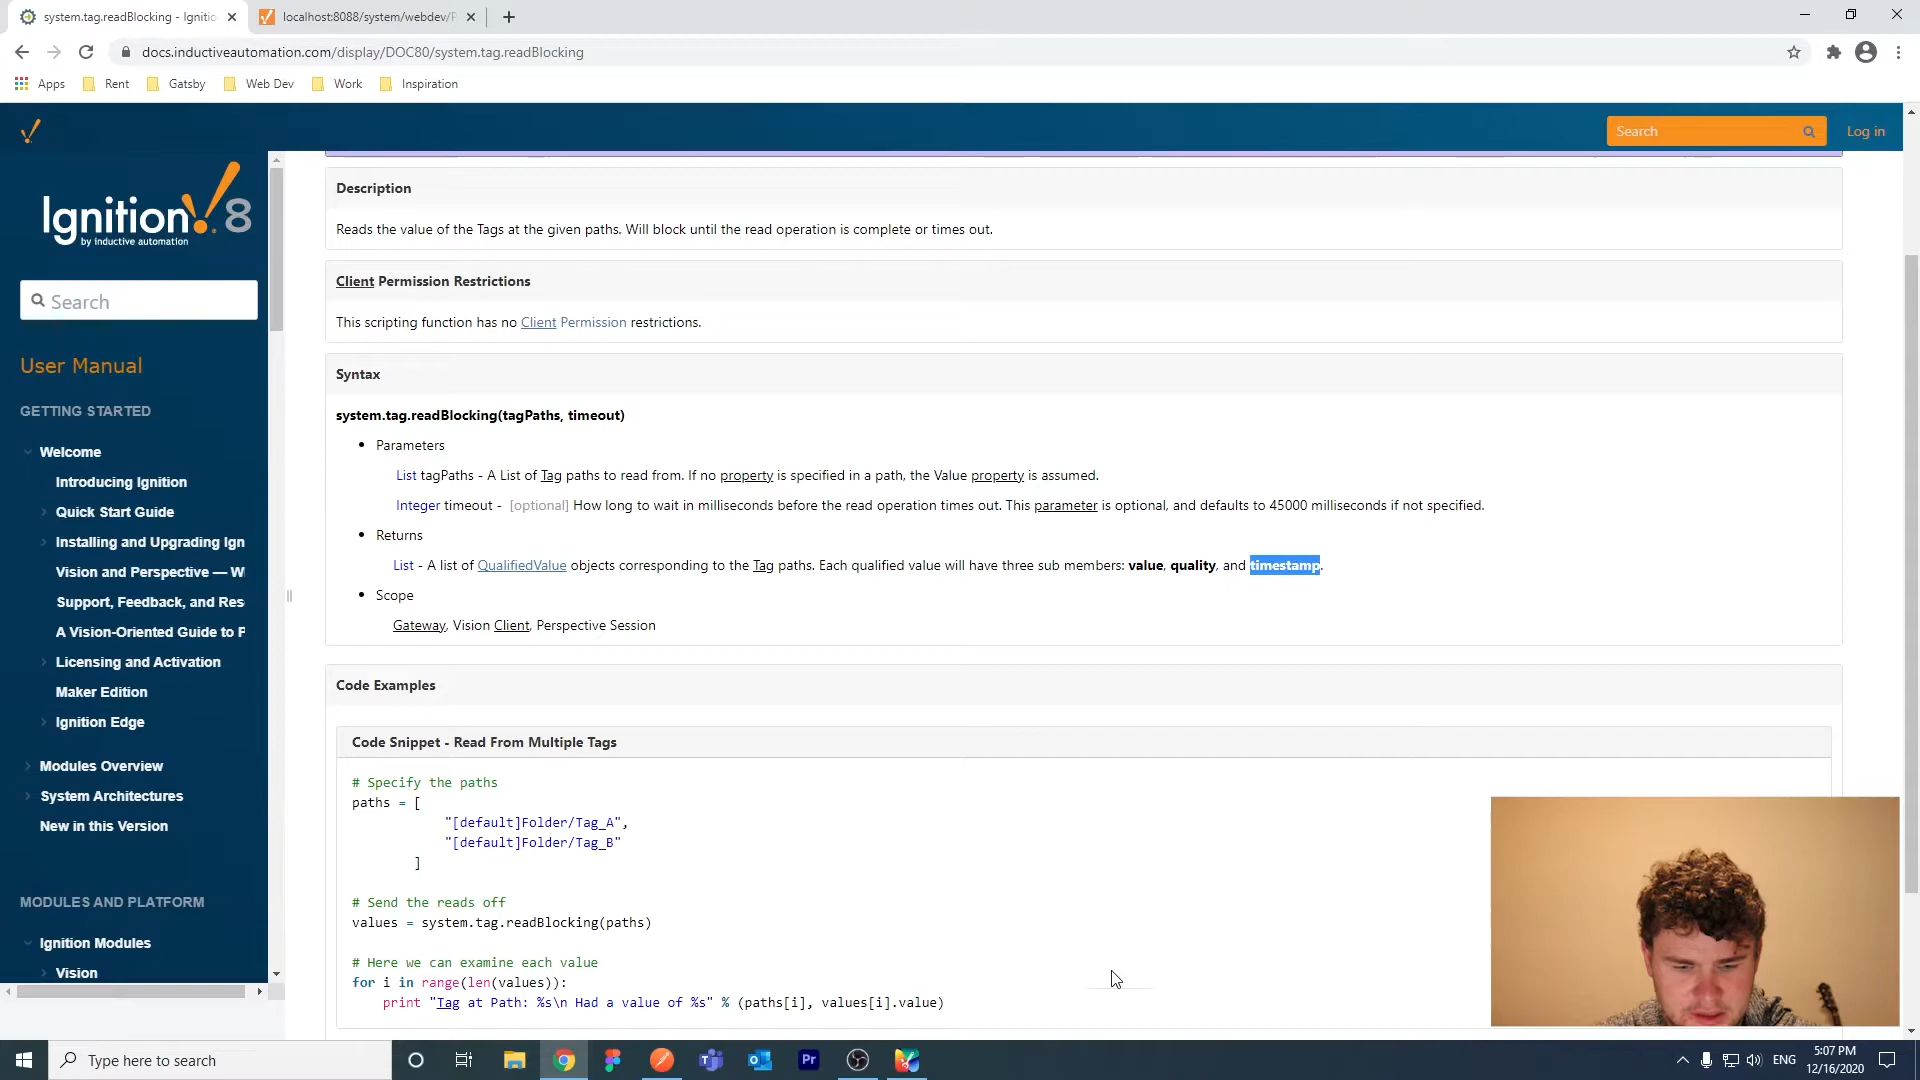 system.tag.readBlocking - Ignitio
localhost:8088/system/webdev/P
docs.inductiveautomation.com/display/DOC80/system.tag.readBlocking
Apps
Rent
Gatsby
Web Dev
Work
Inspiration
Search
Log in
Ignition 8
by inductive automation
Search
User Manual
GETTING STARTED
Welcome
Introducing Ignition
Quick Start Guide
Installing and Upgrading Ign
Vision and Perspective — W
Support, Feedback, and Res
A Vision-Oriented Guide to P
Licensing and Activation
Maker Edition
Ignition Edge
Modules Overview
System Architectures
New in this Version
MODULES AND PLATFORM
Ignition Modules
Vision
Description
Reads the value of the Tags at the given paths. Will block until the read operation is complete or times out.
Client Permission Restrictions
This scripting function has no Client Permission restrictions.
Syntax
system.tag.readBlocking(tagPaths, timeout)
Parameters
List tagPaths - A List of Tag paths to read from. If no property is specified in a path, the Value property is assumed.
Integer timeout - [optional] How long to wait in milliseconds before the read operation times out. This parameter is optional, and defaults to 45000 milliseconds if not specified.
Returns
List - A list of QualifiedValue objects corresponding to the Tag paths. Each qualified value will have three sub members: value, quality, and timestamp.
Scope
Gateway, Vision Client, Perspective Session
Code Examples
Code Snippet - Read From Multiple Tags
# Specify the paths
paths = [
"[default]Folder/Tag_A",
"[default]Folder/Tag_B"
]
# Send the reads off
values = system.tag.readBlocking(paths)
# Here we can examine each value
for i in range(len(values)):
print "Tag at Path: %s\n Had a value of %s" % (paths[i], values[i].value)
Type here to search
Pr
ENG
5:07 PM
12/16/2020